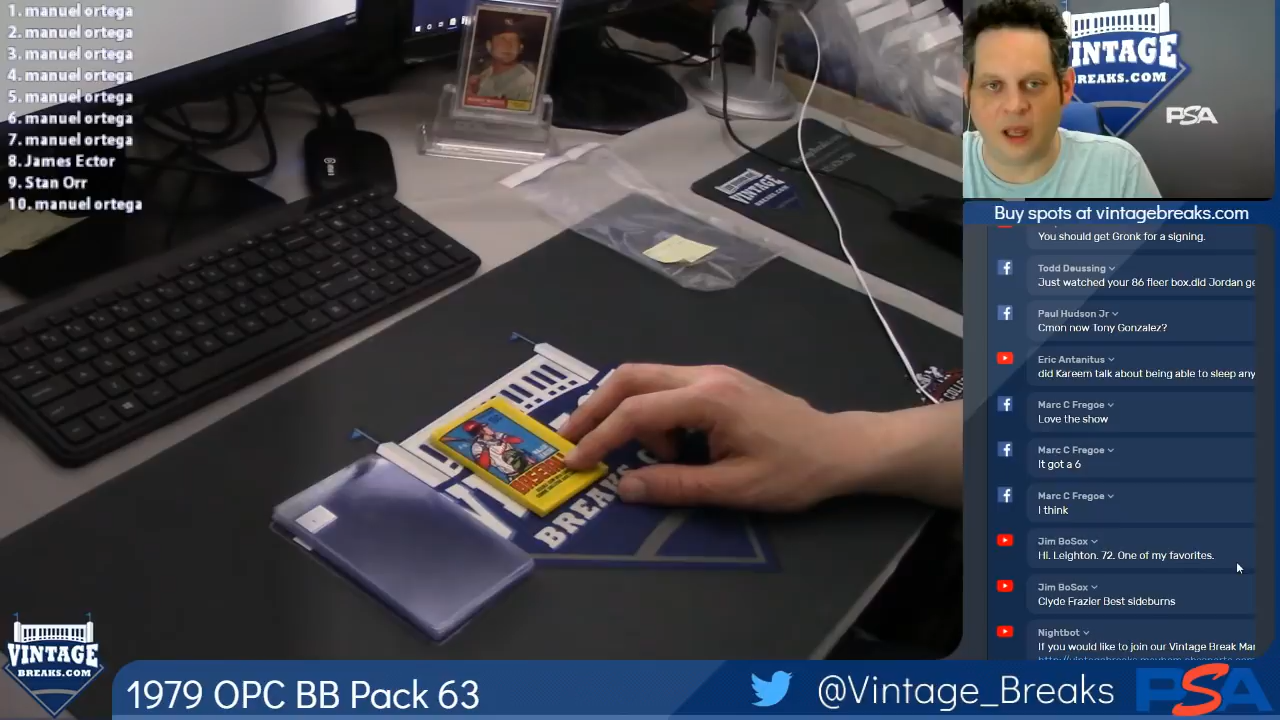 1. manuel ortega
2. manuel ortega
3. manuel ortega
4. manuel ortega
5. manuel ortega
6. manuel ortega
7. manuel ortega
8. James Ector
9. Stan Orr
10. manuel ortega
VINTAGE
BREAKS.COM
PSA
Buy spots at vintagebreaks.com
You should get Gronk for a signing.
Todd Deussing
Just watched your 86 fleer box.did Jordan ge
Paul Hudson Jr
Cmon now Tony Gonzalez?
Eric Antanitus
did Kareem talk about being able to sleep any
Marc C Fregoe
Love the show
Marc C Fregoe
It got a 6
Marc C Fregoe
I think
Jim BoSox
Hi. Leighton. 72. One of my favorites.
Jim BoSox
Clyde Frazier Best sideburns
Nightbot
If you would like to join our Vintage Break Mar
VINTAGE
BASEBALL
BREAKS.C
VINTAGE
BREAKS.COM
1979 OPC BB Pack 63
@Vintage_Breaks
PSA